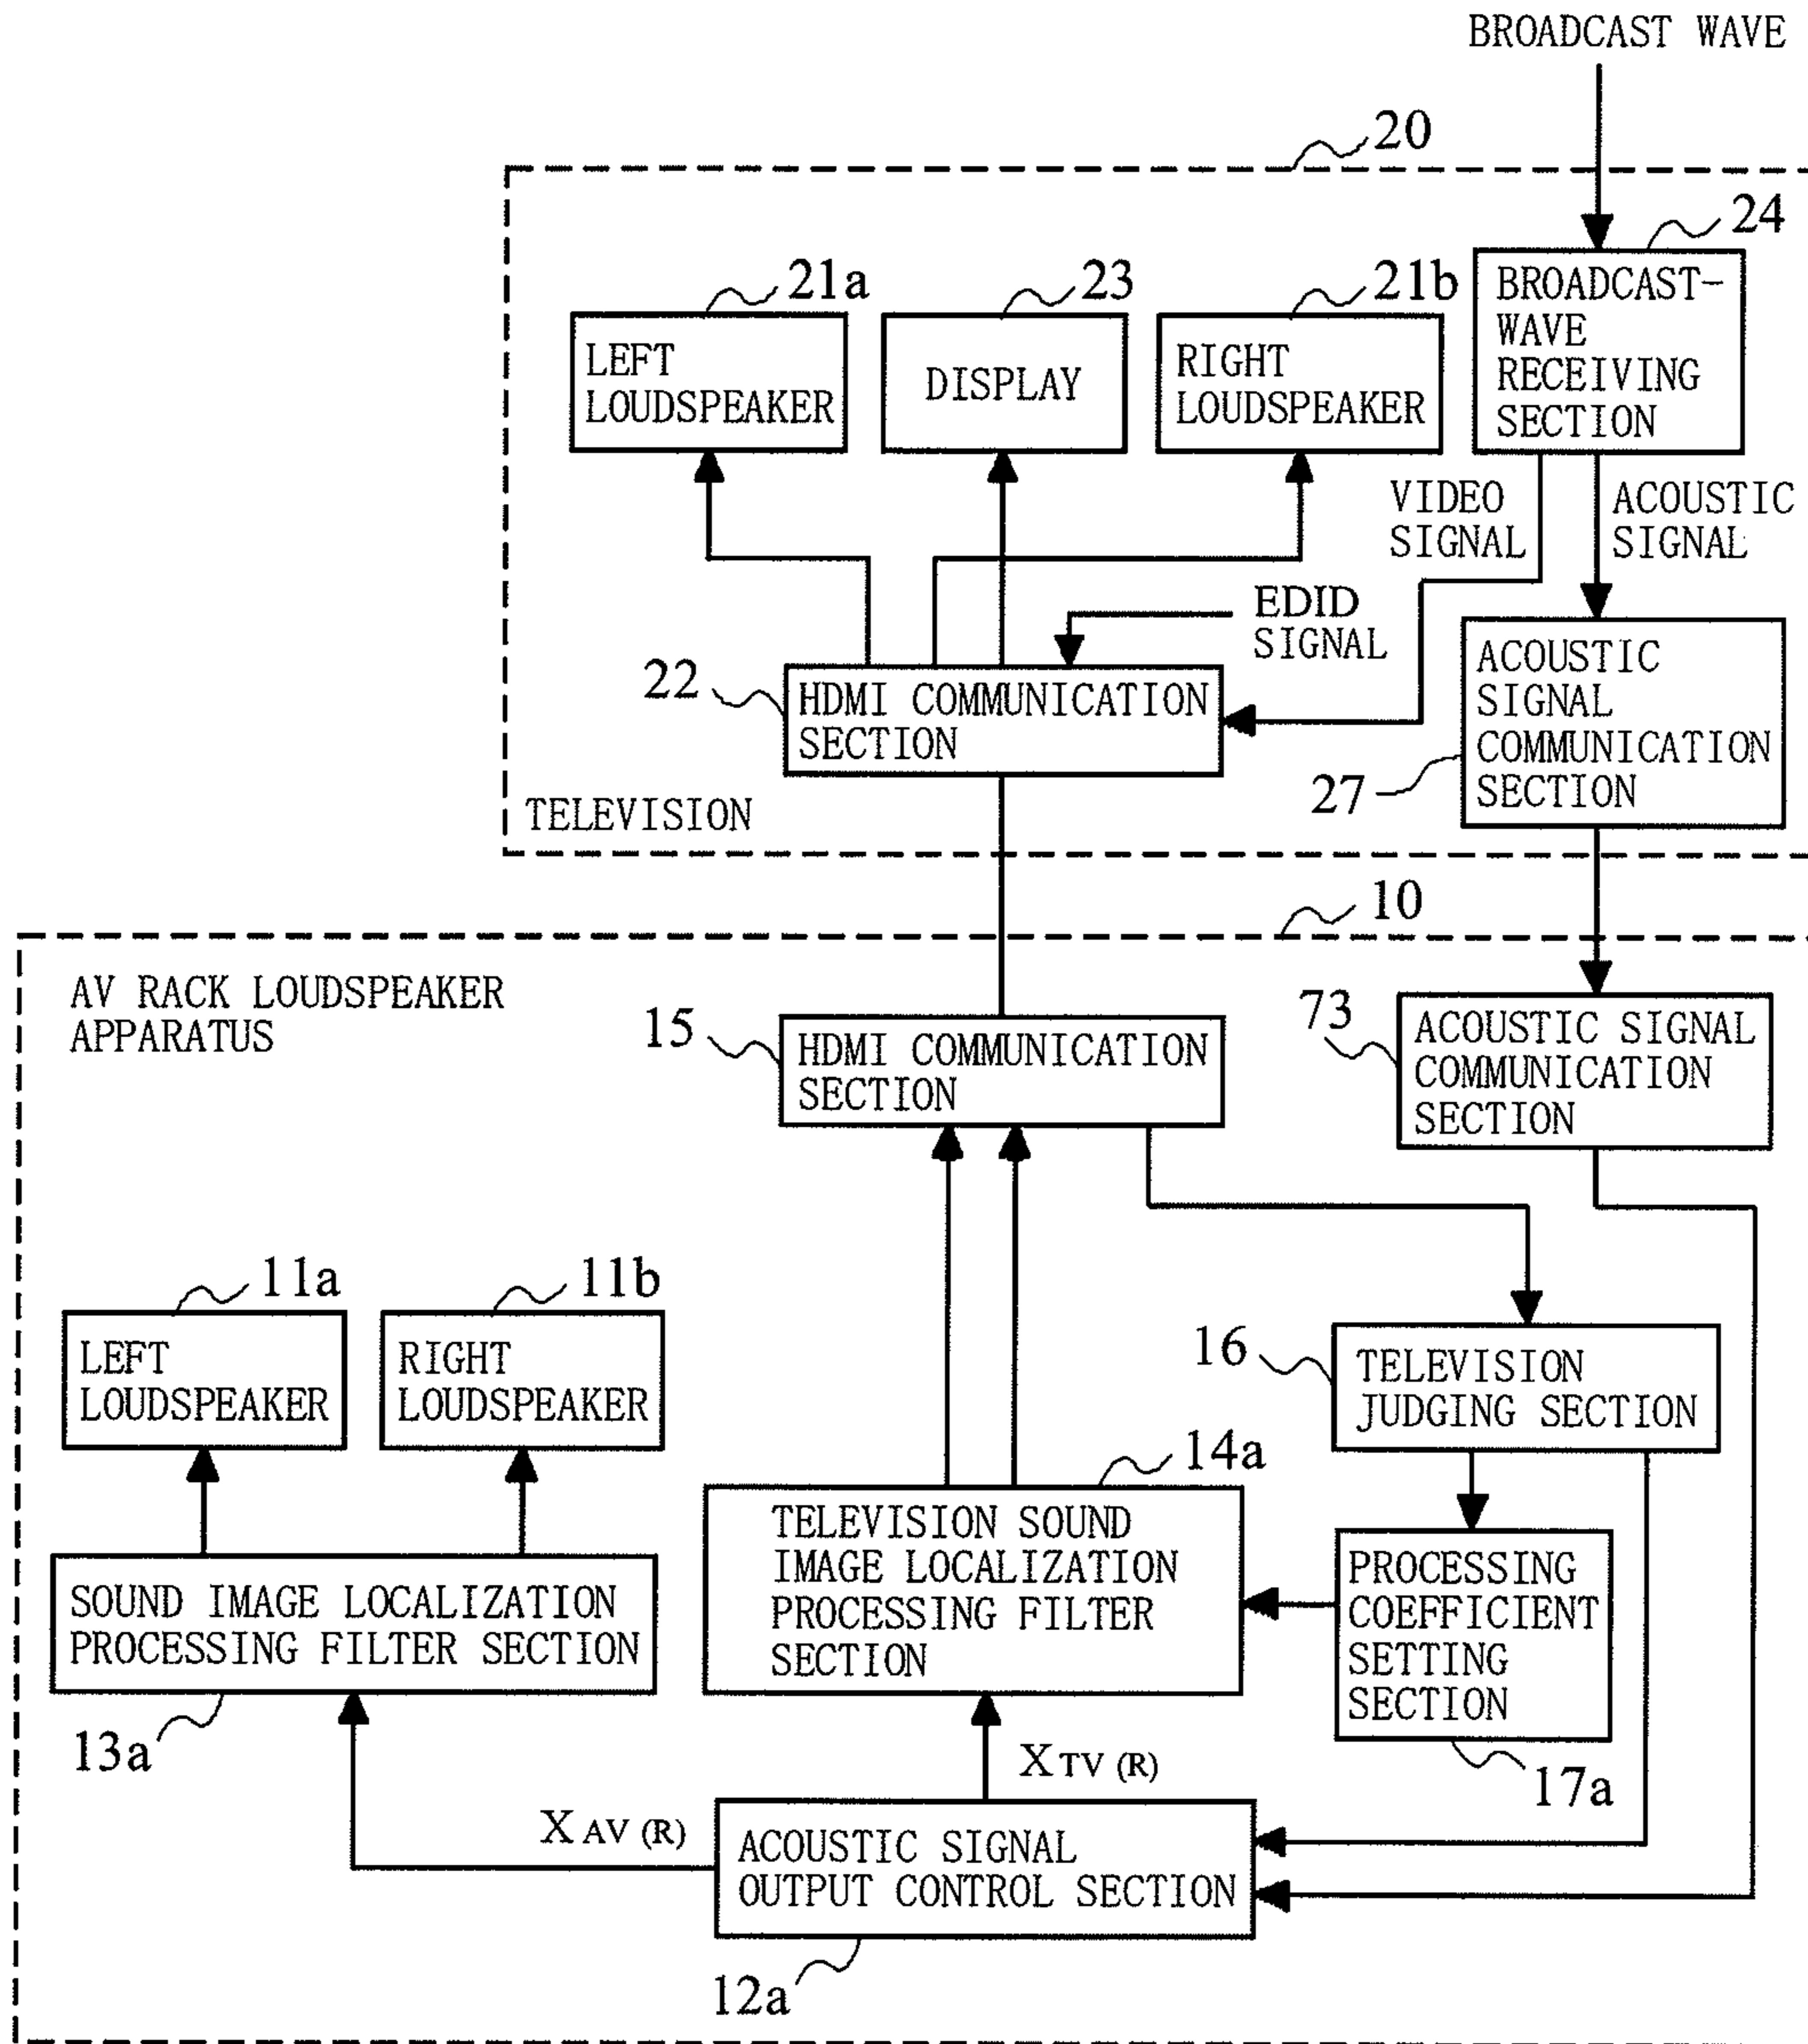 BROADCAST WAVE
20
24
21a
23
21b
LEFT
LOUDSPEAKER
DISPLAY
RIGHT
LOUDSPEAKER
BROADCAST-
WAVE
RECEIVING
SECTION
VIDEO
SIGNAL
ACOUSTIC
SIGNAL
EDID
SIGNAL
22
HDMI COMMUNICATION
SECTION
ACOUSTIC
SIGNAL
COMMUNICATION
SECTION
27
TELEVISION
10
AV RACK LOUDSPEAKER
APPARATUS
15
HDMI COMMUNICATION
SECTION
73
ACOUSTIC SIGNAL
COMMUNICATION
SECTION
11a
11b
LEFT
LOUDSPEAKER
RIGHT
LOUDSPEAKER
16
TELEVISION
JUDGING SECTION
14a
TELEVISION SOUND
IMAGE LOCALIZATION
PROCESSING FILTER
SECTION
PROCESSING
COEFFICIENT
SETTING
SECTION
17a
SOUND IMAGE LOCALIZATION
PROCESSING FILTER SECTION
13a
X TV (R)
X AV (R)
ACOUSTIC SIGNAL
OUTPUT CONTROL SECTION
12a